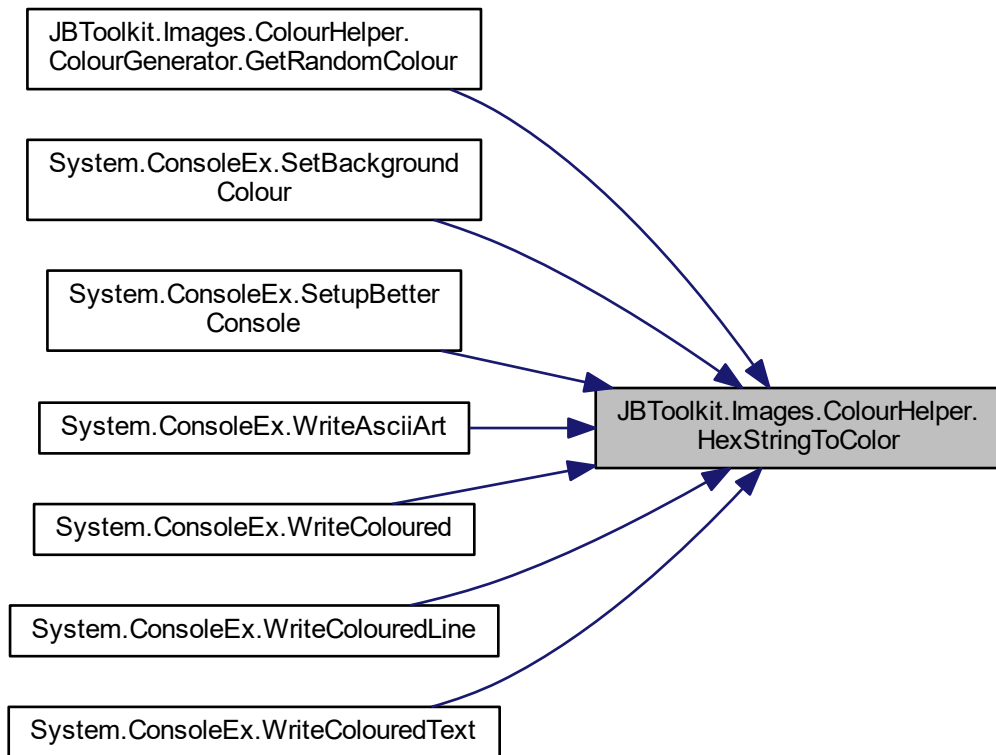 JBToolkit.Images.ColourHelper.
ColourGenerator.GetRandomColour
System.ConsoleEx.SetBackground
Colour
System.ConsoleEx.SetupBetter
Console
System.ConsoleEx.WriteAsciiArt
System.ConsoleEx.WriteColoured
System.ConsoleEx.WriteColouredLine
System.ConsoleEx.WriteColouredText
JBToolkit.Images.ColourHelper.
HexStringToColor